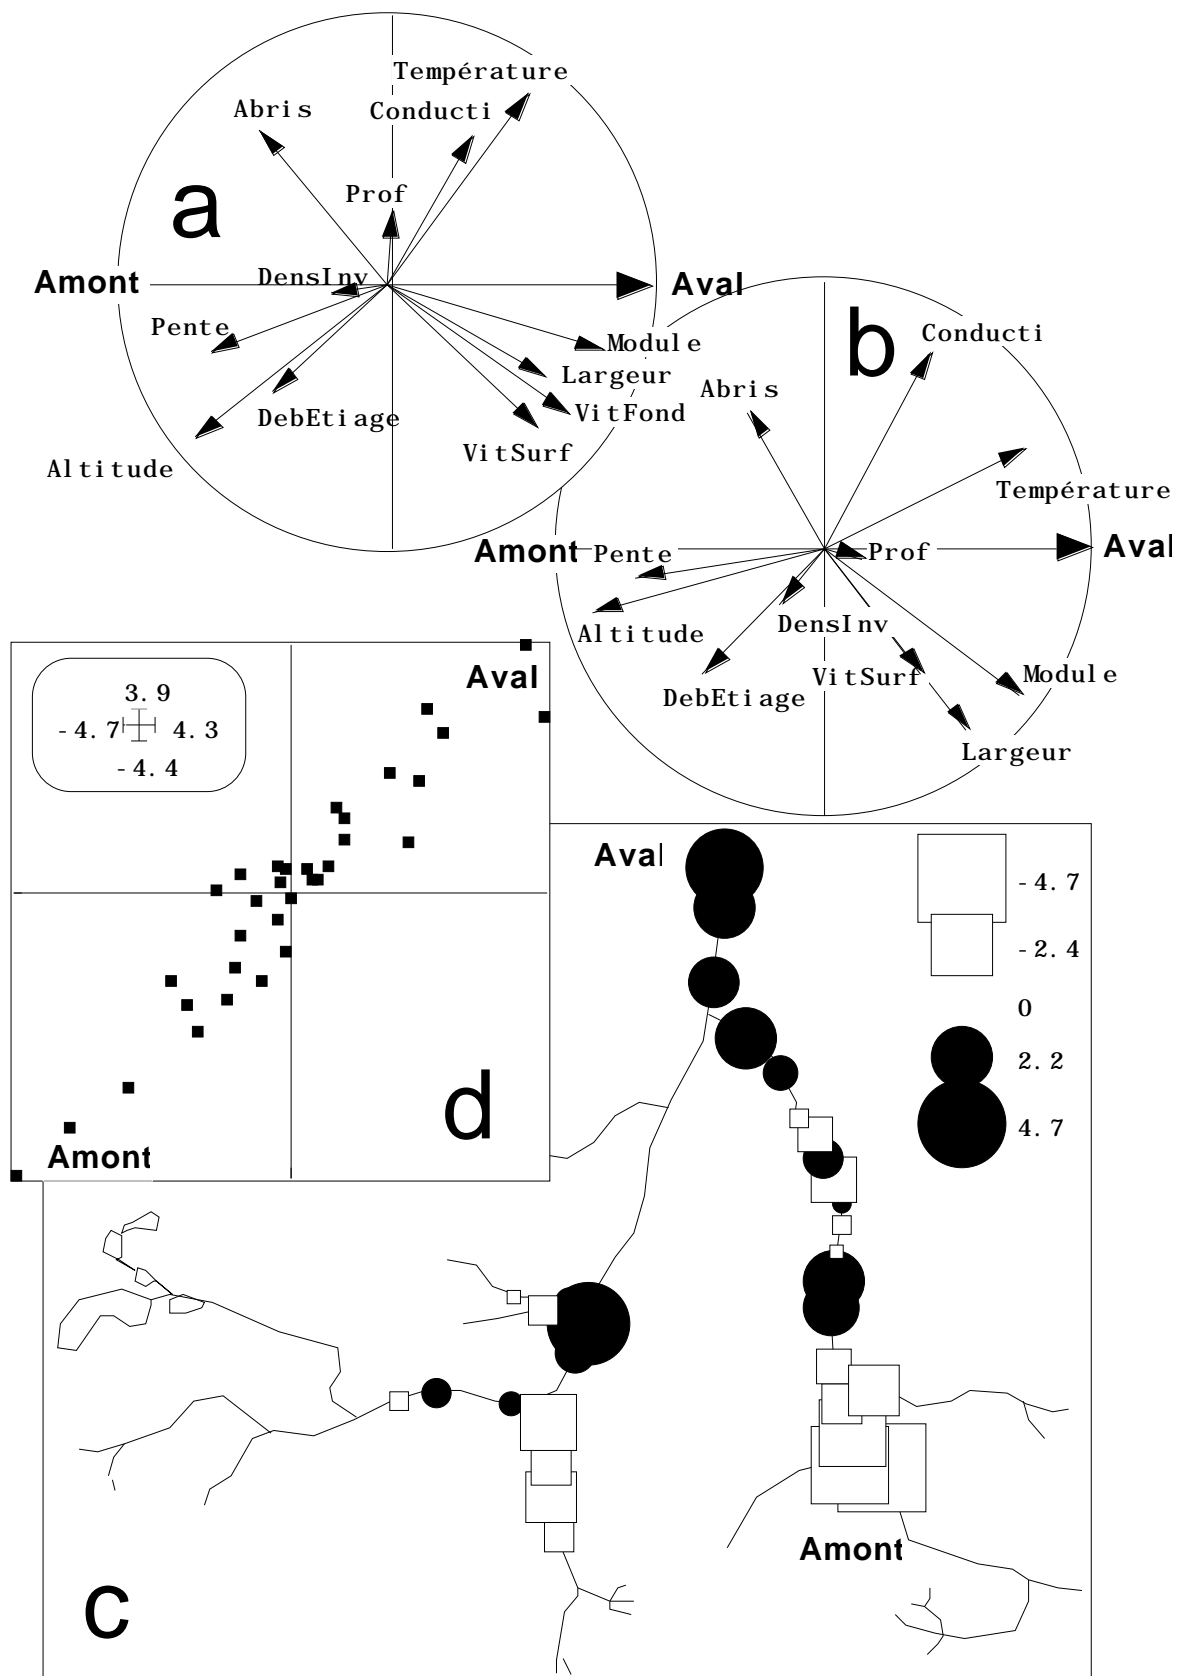 Température
Abris
Conducti
Prof
a
Amont
DensInv
Aval
Pente
Module
Largeur
DebEtiage
VitFond
VitSurf
Altitude
b
Conducti
Abris
Température
Amont
Pente
Prof
Aval
DensInv
Altitude
VitSurf
Module
DebEtiage
Largeur
Aval
3.9
-4.7
4.3
-4.4
d
Amont
Aval
-4.7
-2.4
0
2.2
4.7
Amont
c